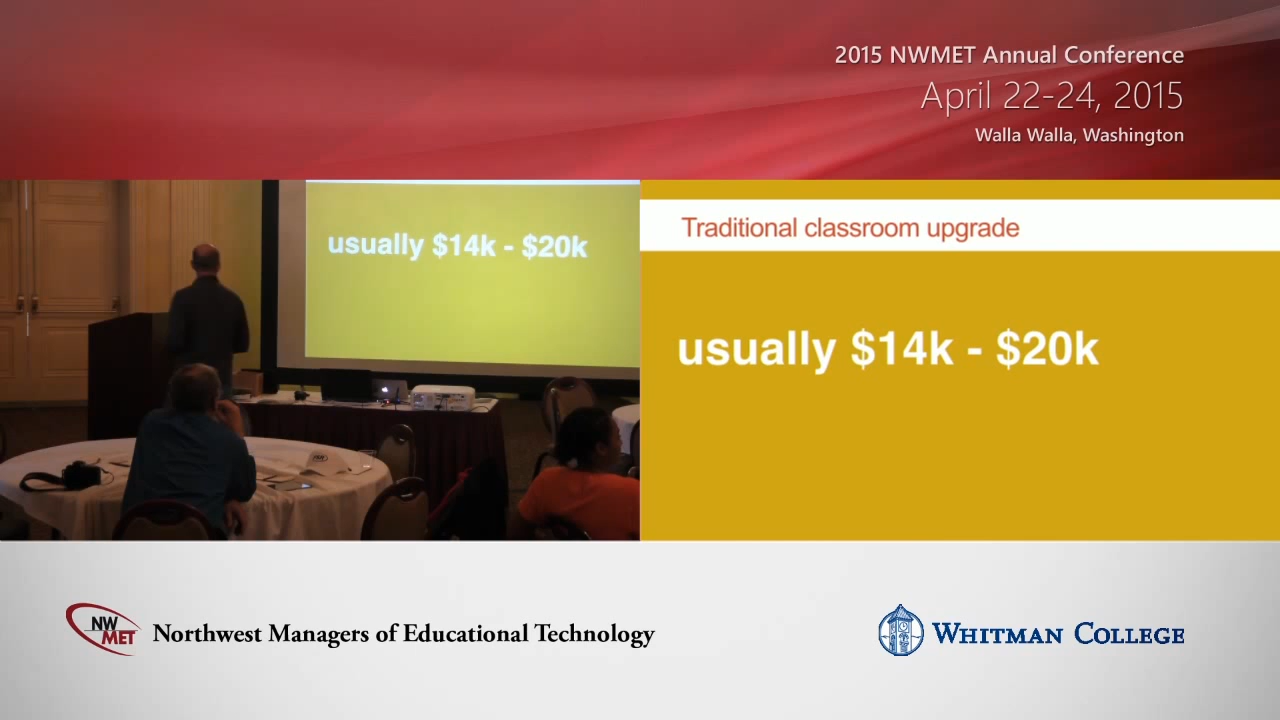 2015 NWMET Annual Conference
April 22-24, 2015
Walla Walla, Washington
usually $14k - $20k
Traditional classroom upgrade
usually $14k - $20k
NW
MET
Northwest Managers of Educational Technology
WHITMAN COLLEGE